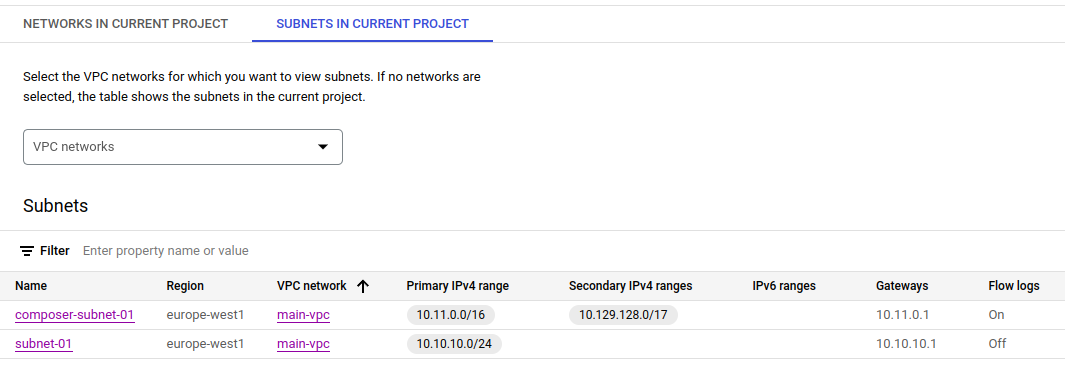 NETWORKS IN CURRENT PROJECT SUBNETS IN CURRENT PROJECT
Select the VPC networks for which you want to view subnets. If no networks are
selected, the table shows the subnets in the current project.
VPC networks
Subnets
Filter Enter property name or value
Name Region VPC network Primary IPv4 range Secondary IPv4 ranges IPv6 ranges Gateways Flow logs
composer-subnet-01 europe-west1 main-vpc 10.11.0.0/16 10.129.128.0/17 10.11.0.1 On
subnet-01 europe-west1 main-vpc 10.10.10.0/24 10.10.10.1 Off